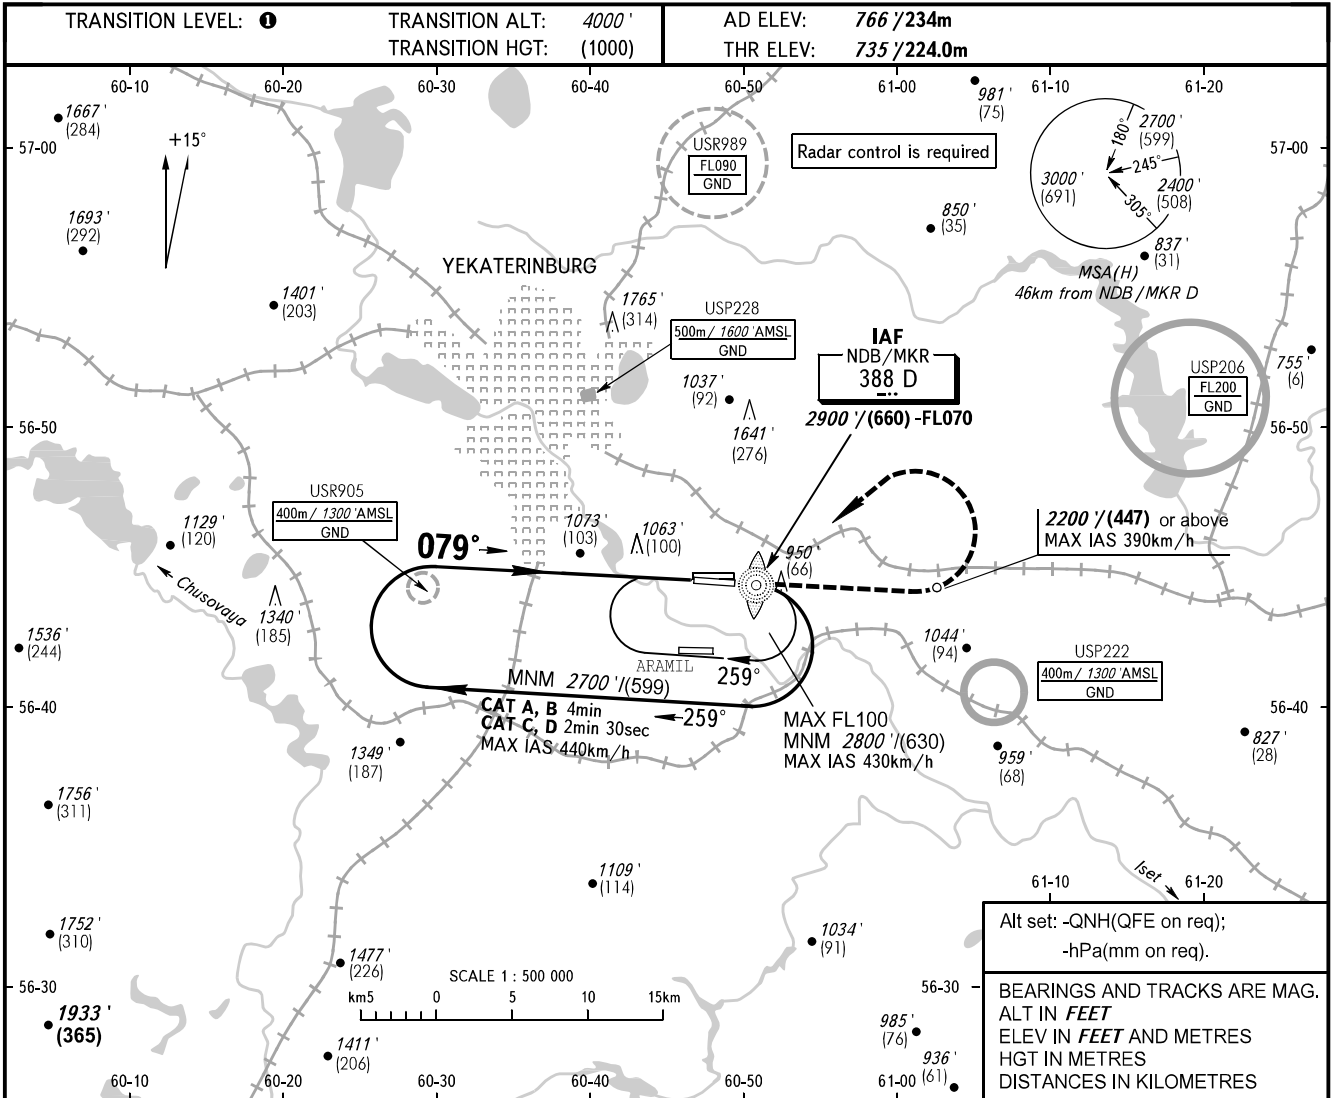 TRANSITION LEVEL: ❶
TRANSITION ALT: 4000 '
TRANSITION HGT: (1000)
AD ELEV: 766 '/234m
THR ELEV: 735 '/224.0m
60-10 60-20 60-30 60-40 60-50 61-00 61-10 61-20
1667 '
(284)
+15°
57-00
1693 '
(292)
1401 '
(203)
YEKATERINBURG
1765 '
(314)
USR989
FL090
GND
Radar control is required
981 '
(75)
850 '
(35)
2700 '
(599)
180°
245°
3000 '
(691)
2400 '
(508)
305°
57-00
837 '
(31)
MSA(H)
46km from NDB/MKR D
USP228
500m/ 1600 'AMSL
GND
1037 '
(92)
1641 '
(276)
IAF
NDB/MKR
388 D
2900 '/(660) -FL070
USP206
FL200
GND
755 '
(6)
56-50
56-50
USR905
400m/ 1300 'AMSL
GND
1129 '
(120)
079°
1073 '
(103)
1063 '
(100)
950 '
(66)
2200 '/(447) or above
MAX IAS 390km/h
Chusovaya
1340 '
(185)
1536 '
(244)
ARAMIL
259°
MNM 2700 '/(599)
CAT A, B 4min
CAT C, D 2min 30sec
MAX IAS 440km/h
259°
MAX FL100
MNM 2800 '/(630)
MAX IAS 430km/h
1044 '
(94)
USP222
400m/ 1300 'AMSL
GND
56-40
56-40
1349 '
(187)
959 '
(68)
827 '
(28)
1756 '
(311)
1109 '
(114)
Iset
61-10 61-20
1752 '
(310)
1477 '
(226)
1034 '
(91)
SCALE 1 : 500 000
km5 0 5 10 15km
56-30
56-30
1933 '
(365)
1411 '
(206)
985 '
(76)
936 '
(61)
60-10 60-20 60-30 60-40 60-50 61-00
Alt set: -QNH(QFE on req);
-hPa(mm on req).
BEARINGS AND TRACKS ARE MAG.
ALT IN FEET
ELEV IN FEET AND METRES
HGT IN METRES
DISTANCES IN KILOMETRES